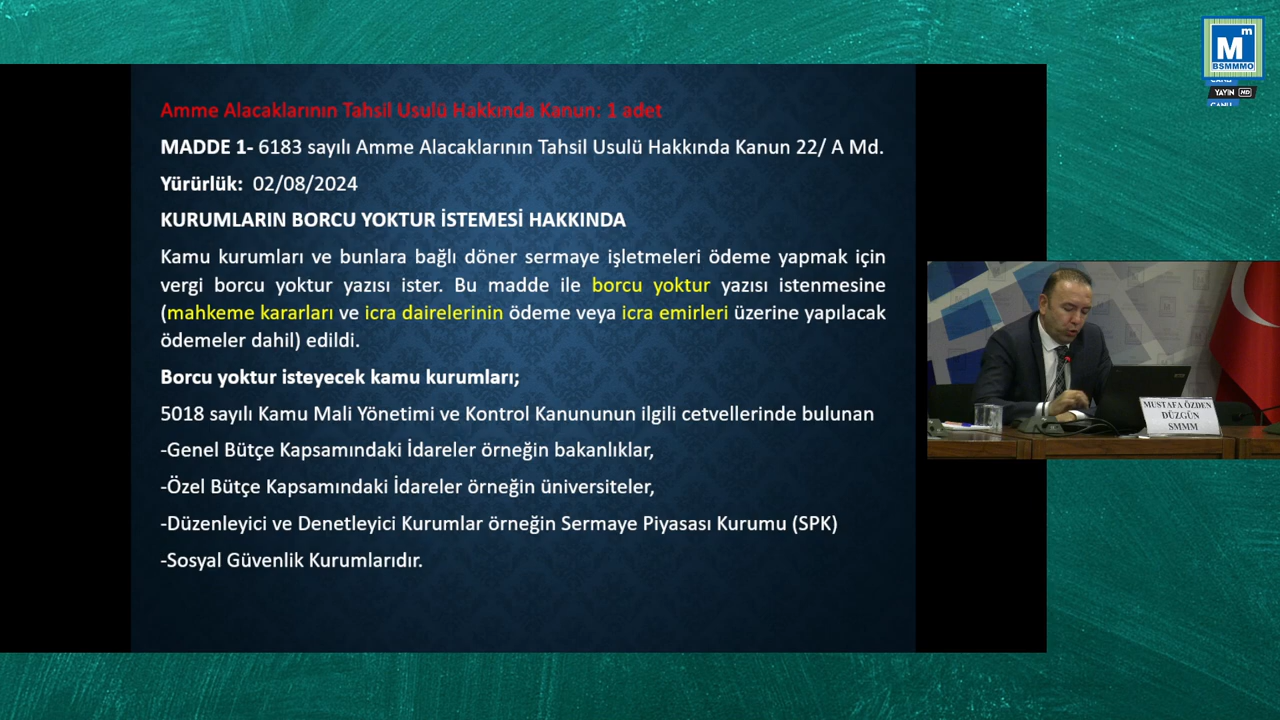 Amme Alacaklarının Tahsil Usulü Hakkında Kanun: 1 adet
MADDE 1- 6183 sayılı Amme Alacaklarının Tahsil Usulü Hakkında Kanun 22/ A Md.
Yürürlük: 02/08/2024
KURUMLARIN BORCU YOKTUR İSTEMESİ HAKKINDA
Kamu kurumları ve bunlara bağlı döner sermaye işletmeleri ödeme yapmak için
vergi borcu yoktur yazısı ister. Bu madde ile borcu yoktur yazısı istenmesine
(mahkeme kararları ve icra dairelerinin ödeme veya icra emirleri üzerine yapılacak
ödemeler dahil) edildi.
Borcu yoktur isteyecek kamu kurumları;
5018 sayılı Kamu Mali Yönetimi ve Kontrol Kanununun ilgili cetvellerinde bulunan
-Genel Bütçe Kapsamındaki İdareler örneğin bakanlıklar,
-Özel Bütçe Kapsamındaki İdareler örneğin üniversiteler,
-Düzenleyici ve Denetleyici Kurumlar örneğin Sermaye Piyasası Kurumu (SPK)
-Sosyal Güvenlik Kurumlarıdır.
Mm
BSMMMO
CANLI
YAYIN HD
CANLI
MUSTAFA ÖZDEN
DÜZGÜN
SMMM